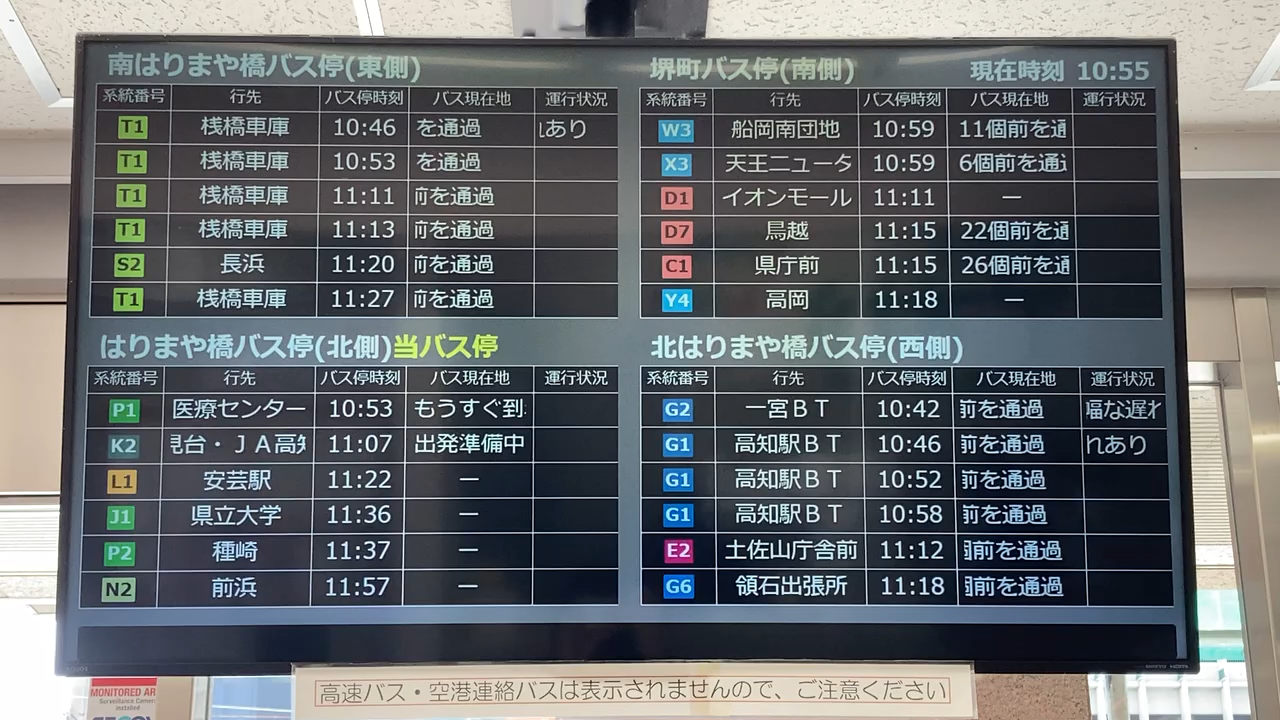 南はりまや橋バス停(東側)
系統番号 行先 バス停時刻 バス現在地 運行状況
T1 桟橋車庫 10:46 を通過 あり
T1 桟橋車庫 10:53 を通過
T1 桟橋車庫 11:11 前を通過
T1 桟橋車庫 11:13 前を通過
S2 長浜 11:20 前を通過
T1 桟橋車庫 11:27 前を通過
堺町バス停(南側) 現在時刻 10:55
系統番号 行先 バス停時刻 バス現在地 運行状況
W3 船岡南団地 10:59 11個前を通
X3 天王ニュータ 10:59 6個前を通
D1 イオンモール 11:11 ―
D7 鳥越 11:15 22個前を通
C1 県庁前 11:15 26個前を通
Y4 高岡 11:18 ―
はりまや橋バス停(北側)当バス停
系統番号 行先 バス停時刻 バス現在地 運行状況
P1 医療センター 10:53 もうすぐ到
K2 台・ＪＡ高知 11:07 出発準備中
L1 安芸駅 11:22 ―
J1 県立大学 11:36 ―
P2 種崎 11:37 ―
N2 前浜 11:57 ―
北はりまや橋バス停(西側)
系統番号 行先 バス停時刻 バス現在地 運行状況
G2 一宮ＢＴ 10:42 前を通過 幅な遅れ
G1 高知駅ＢＴ 10:46 前を通過 れあり
G1 高知駅ＢＴ 10:52 前を通過
G1 高知駅ＢＴ 10:58 前を通過
E2 土佐山庁舎前 11:12 個前を通過
G6 領石出張所 11:18 個前を通過
高速バス・空港連絡バスは表示されませんので、ご注意ください
MONITORED AR
Surveillance Camera
installed